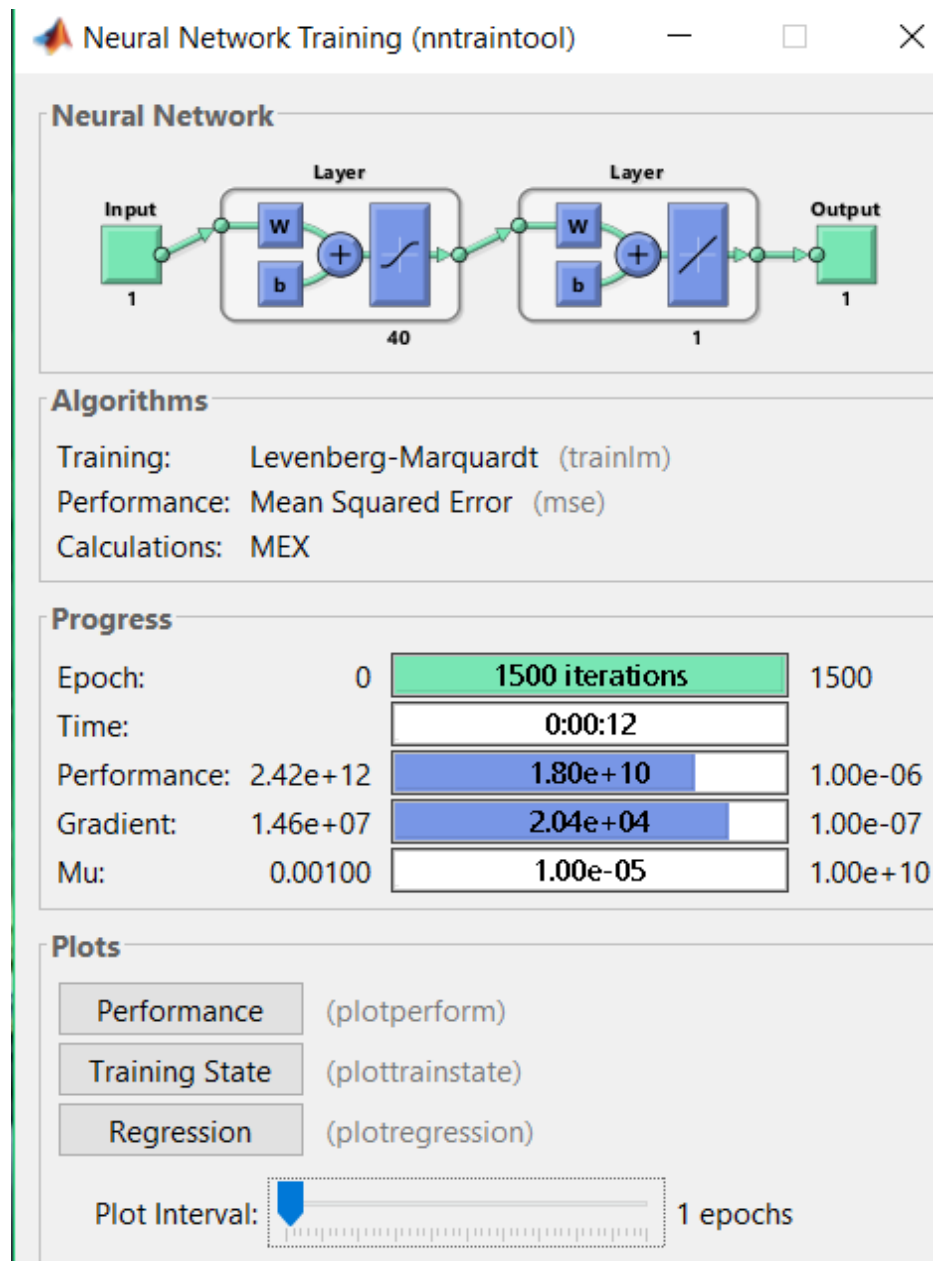 Neural Network Training (nntraintool)
Neural Network
Layer
Layer
Input
Output
W
W
b
b
1
40
1
1
Algorithms
Training: Levenberg-Marquardt (trainlm)
Performance: Mean Squared Error (mse)
Calculations: MEX
Progress
Epoch: 0 1500 iterations 1500
Time: 0:00:12
Performance: 2.42e+12 1.80e+10 1.00e-06
Gradient: 1.46e+07 2.04e+04 1.00e-07
Mu: 0.00100 1.00e-05 1.00e+10
Plots
Performance (plotperform)
Training State (plottrainstate)
Regression (plotregression)
Plot Interval: 1 epochs